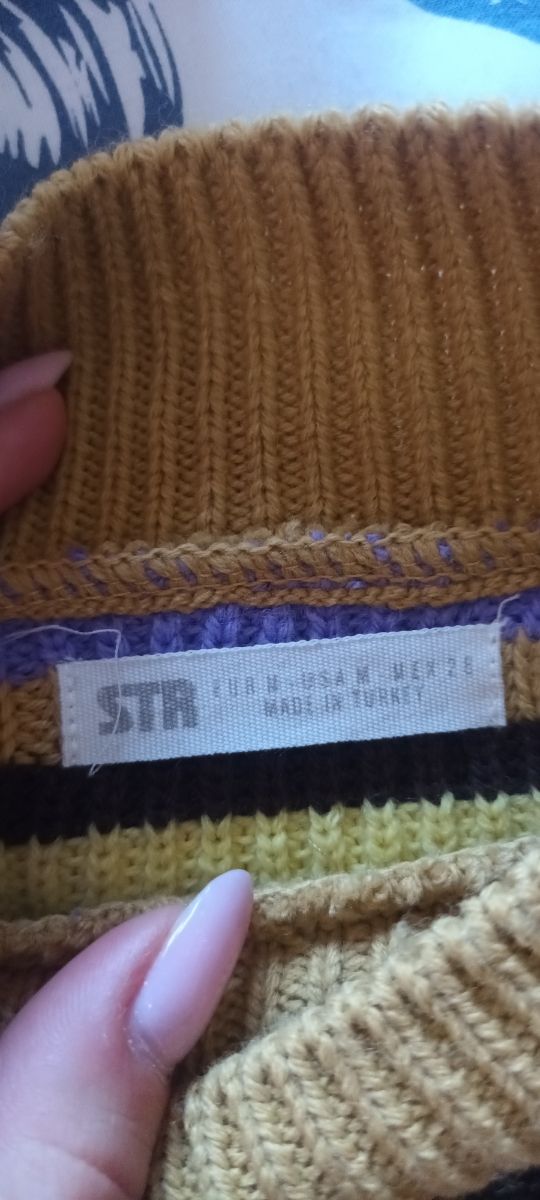 STR
EUR M - USA M - MEX 28
MADE IN TURKEY